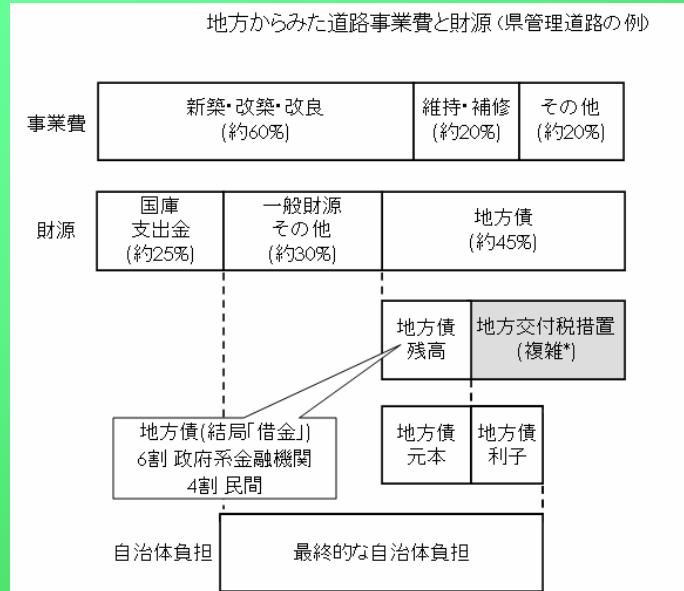 地方からみた道路事業費と財源(県管理道路の例)
事業費
新築・改築・改良
(約60%)
維持・補修
(約20%)
その他
(約20%)
財源
国庫
支出金
(約25%)
一般財源
その他
(約30%)
地方債
(約45%)
地方債
残高
地方交付税措置
(複雑*)
地方債(結局「借金」)
6割 政府系金融機関
4割 民間
地方債
元本
地方債
利子
自治体負担
最終的な自治体負担